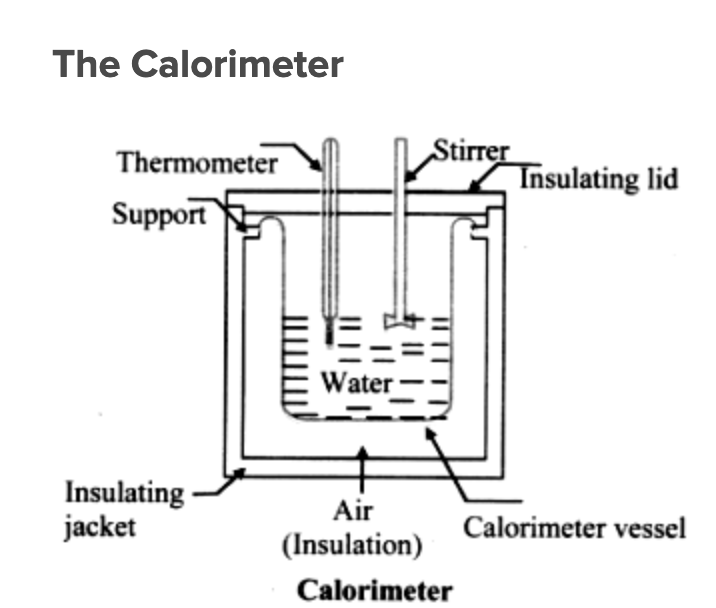 The Calorimeter
Thermometer
Stirrer
Insulating lid
Support
Water
Insulating
jacket
Air
(Insulation)
Calorimeter vessel
Calorimeter